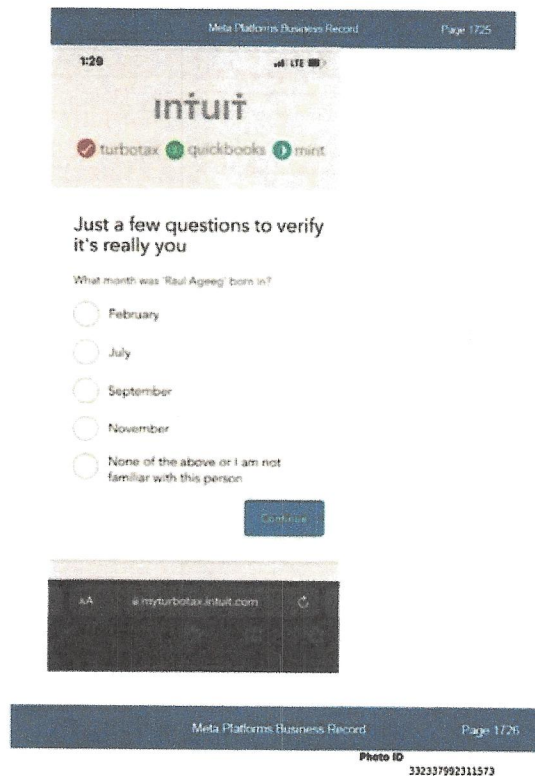 Meta Platforms Business Record Page 1725
1:29 LTE
intuit
turbotax quickbooks mint
Just a few questions to verify
it's really you
What month was 'Raul Ageeg' born in?
February
July
September
November
None of the above or I am not
familiar with this person
Continue
AA myturbotax.intuit.com
Meta Platforms Business Record Page 1726
Photo ID
332337992311573